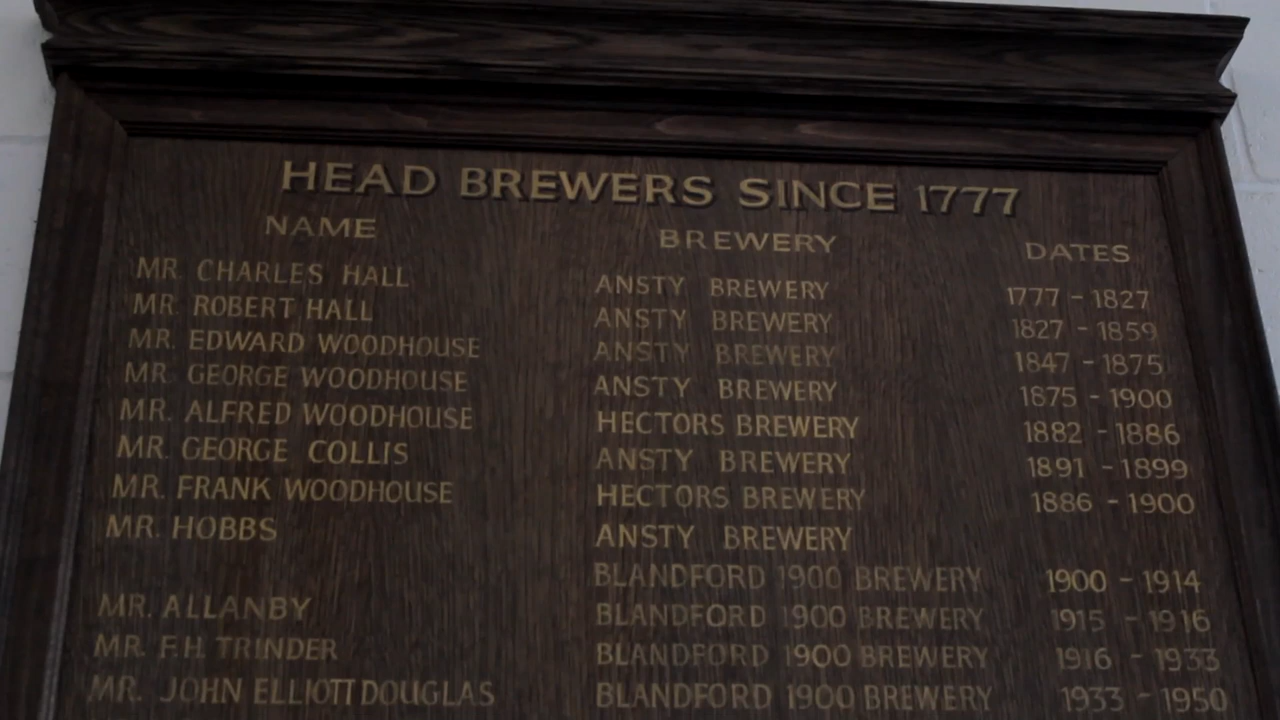 HEAD BREWERS SINCE 1777
NAME BREWERY DATES
MR. CHARLES HALL ANSTY BREWERY 1777 - 1827
MR. ROBERT HALL ANSTY BREWERY 1827 - 1859
MR. EDWARD WOODHOUSE ANSTY BREWERY 1847 - 1875
MR. GEORGE WOODHOUSE ANSTY BREWERY 1875 - 1900
MR. ALFRED WOODHOUSE HECTORS BREWERY 1882 - 1886
MR. GEORGE COLLIS ANSTY BREWERY 1891 - 1899
MR. FRANK WOODHOUSE HECTORS BREWERY 1886 - 1900
MR. HOBBS ANSTY BREWERY
BLANDFORD 1900 BREWERY 1900 - 1914
MR. ALLANBY BLANDFORD 1900 BREWERY 1915 - 1916
MR. F.H. TRINDER BLANDFORD 1900 BREWERY 1916 - 1933
MR. JOHN ELLIOTT DOUGLAS BLANDFORD 1900 BREWERY 1933 - 1950